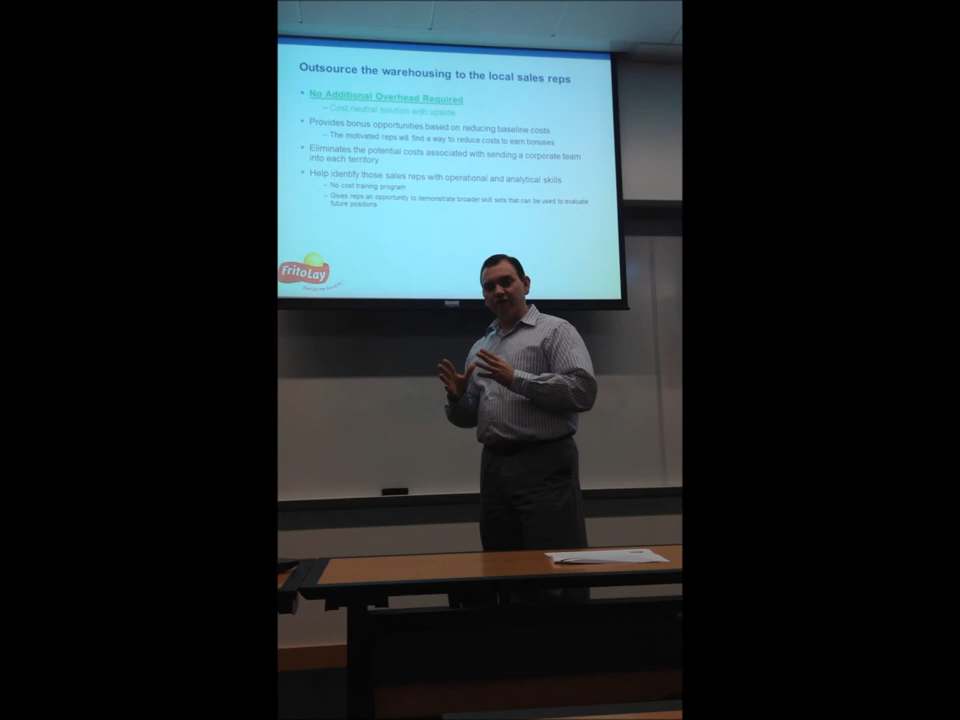 Outsource the warehousing to the local sales reps
• No Additional Overhead Required
– Cost neutral solution with upside
• Provides bonus opportunities based on reducing baseline costs
– The motivated reps will find a way to reduce costs to earn bonuses
• Eliminates the potential costs associated with sending a corporate team
into each territory
• Help identify those sales reps with operational and analytical skills
– No cost training program
– Gives reps an opportunity to demonstrate broader skill sets that can be used to evaluate
future positions
FritoLay